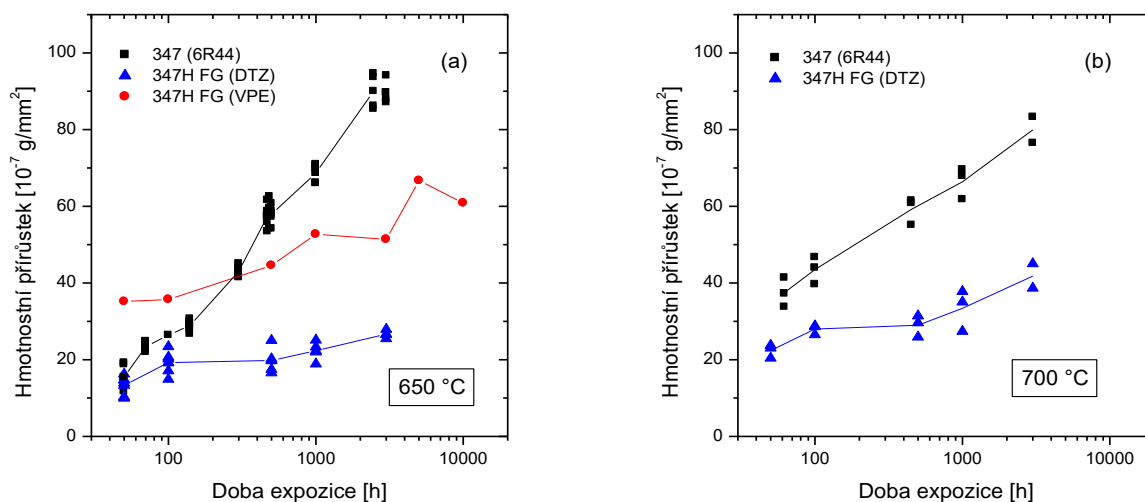 347 (6R44)
347H FG (DTZ)
347H FG (VPE)
(a)
100
80
60
40
20
0
Hmotnostní přírůstek [10⁻⁷ g/mm²]
650 °C
100
1000
10000
Doba expozice [h]
347 (6R44)
347H FG (DTZ)
(b)
100
80
60
40
20
0
Hmotnostní přírůstek [10⁻⁷ g/mm²]
700 °C
100
1000
10000
Doba expozice [h]